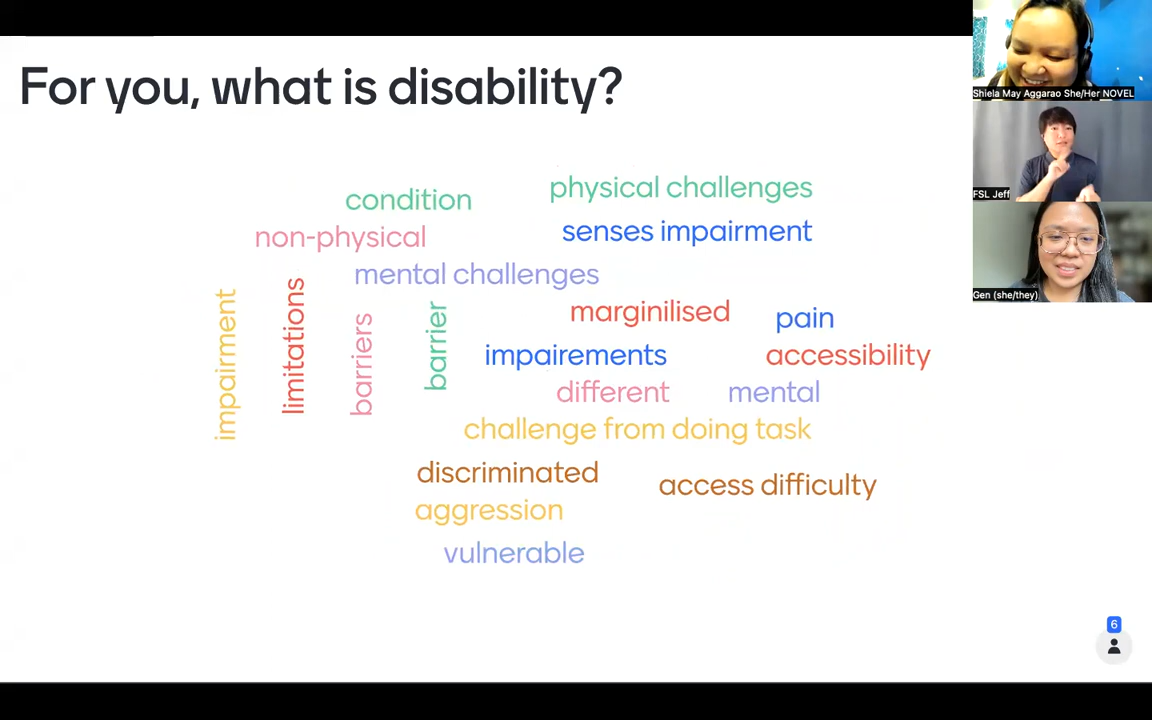 For you, what is disability?
condition
physical challenges
non-physical
senses impairment
mental challenges
impairment
limitations
barriers
barrier
marginilised
pain
impairements
accessibility
different
mental
challenge from doing task
discriminated
access difficulty
aggression
vulnerable
6
Shiela May Aggarao She/Her NOVEL
FSL Jeff
Gen (she/they)